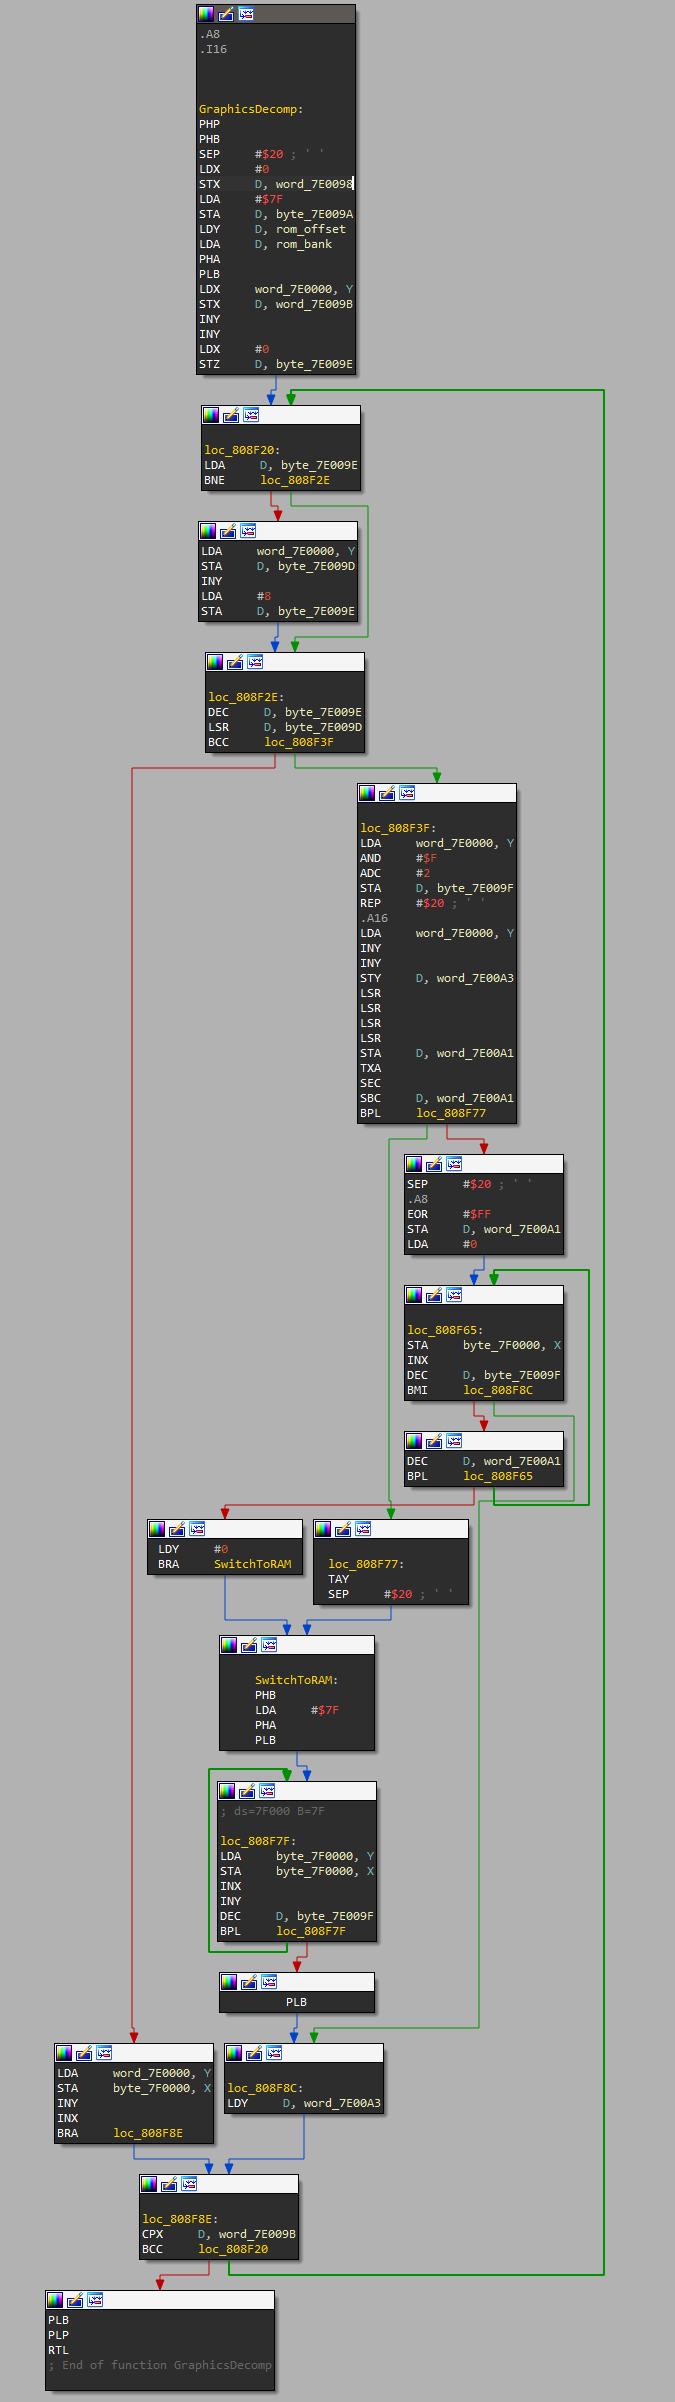 .A8
.I16
GraphicsDecomp:
PHP
PHB
SEP #$20 ; ' '
LDX #0
STX D, word_7E0098
LDA #$7F
STA D, byte_7E009A
LDY D, rom_offset
LDA D, rom_bank
PHA
PLB
LDX word_7E0000, Y
STX D, word_7E009B
INY
INY
LDX #0
STZ D, byte_7E009E
loc_808F20:
LDA D, byte_7E009E
BNE loc_808F2E
LDA word_7E0000, Y
STA D, byte_7E009D
INY
LDA #8
STA D, byte_7E009E
loc_808F2E:
DEC D, byte_7E009E
LSR D, byte_7E009D
BCC loc_808F3F
loc_808F3F:
LDA word_7E0000, Y
AND #$F
ADC #2
STA D, byte_7E009F
REP #$20 ; ' '
.A16
LDA word_7E0000, Y
INY
INY
STY D, word_7E00A3
LSR
LSR
LSR
LSR
STA D, word_7E00A1
TXA
SEC
SBC D, word_7E00A1
BPL loc_808F77
SEP #$20 ; ' '
.A8
EOR #$FF
STA D, word_7E00A1
LDA #0
loc_808F65:
STA byte_7F0000, X
INX
DEC D, byte_7E009F
BMI loc_808F8C
DEC D, word_7E00A1
BPL loc_808F65
LDY #0
BRA SwitchToRAM
loc_808F77:
TAY
SEP #$20 ; ' '
SwitchToRAM:
PHB
LDA #$7F
PHA
PLB
; ds=7F000 B=7F
loc_808F7F:
LDA byte_7F0000, Y
STA byte_7F0000, X
INX
INY
DEC D, byte_7E009F
BPL loc_808F7F
PLB
LDA word_7E0000, Y
STA byte_7F0000, X
INY
INX
BRA loc_808F8E
loc_808F8C:
LDY D, word_7E00A3
loc_808F8E:
CPX D, word_7E009B
BCC loc_808F20
PLB
PLP
RTL
; End of function GraphicsDecomp